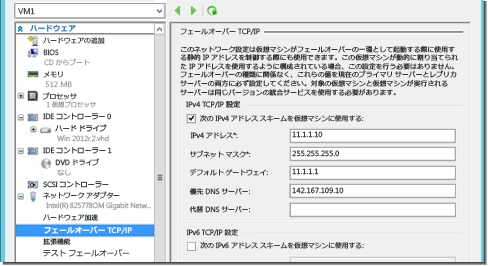 VM1
ハードウェア
ハードウェアの追加
BIOS
CD からブート
メモリ
512 MB
プロセッサ
1 仮想プロセッサ
IDE コントローラー 0
ハード ドライブ
Win 2012r.2.vhd
IDE コントローラー 1
DVD ドライブ
なし
SCSI コントローラー
ネットワーク アダプター
Intel(R) 82577BOM Gigabit Netw...
ハードウェア加速
フェールオーバー TCP/IP
拡張機能
テスト フェールオーバー
フェールオーバー TCP/IP
このネットワーク設定は仮想マシンがフェールオーバーの一環として起動する際に使用す
る静的 IP アドレスを制御する際にも使用できます。この仮想マシンが動的に割り当てられ
た IP アドレスを使用するように構成されている場合、この設定を行う必要はありません。
フェールオーバーの種類に関係なく、これらの値を現在のプライマリ サーバーとレプリカ
サーバーの両方に必ず設定してください。対象の仮想マシンと仮想マシンが実行される
サーバーは同じバージョンの統合サービスを使用する必要があります。
IPv4 TCP/IP 設定
次の IPv4 アドレス スキームを仮想マシンに使用する:
IPv4 アドレス*:
11.1.1.10
サブネット マスク*:
255.255.255.0
デフォルト ゲートウェイ:
11.1.1.1
優先 DNS サーバー:
142.167.109.10
代替 DNS サーバー:
IPv6 TCP/IP 設定
次の IPv6 アドレス スキームを仮想マシンに使用する: